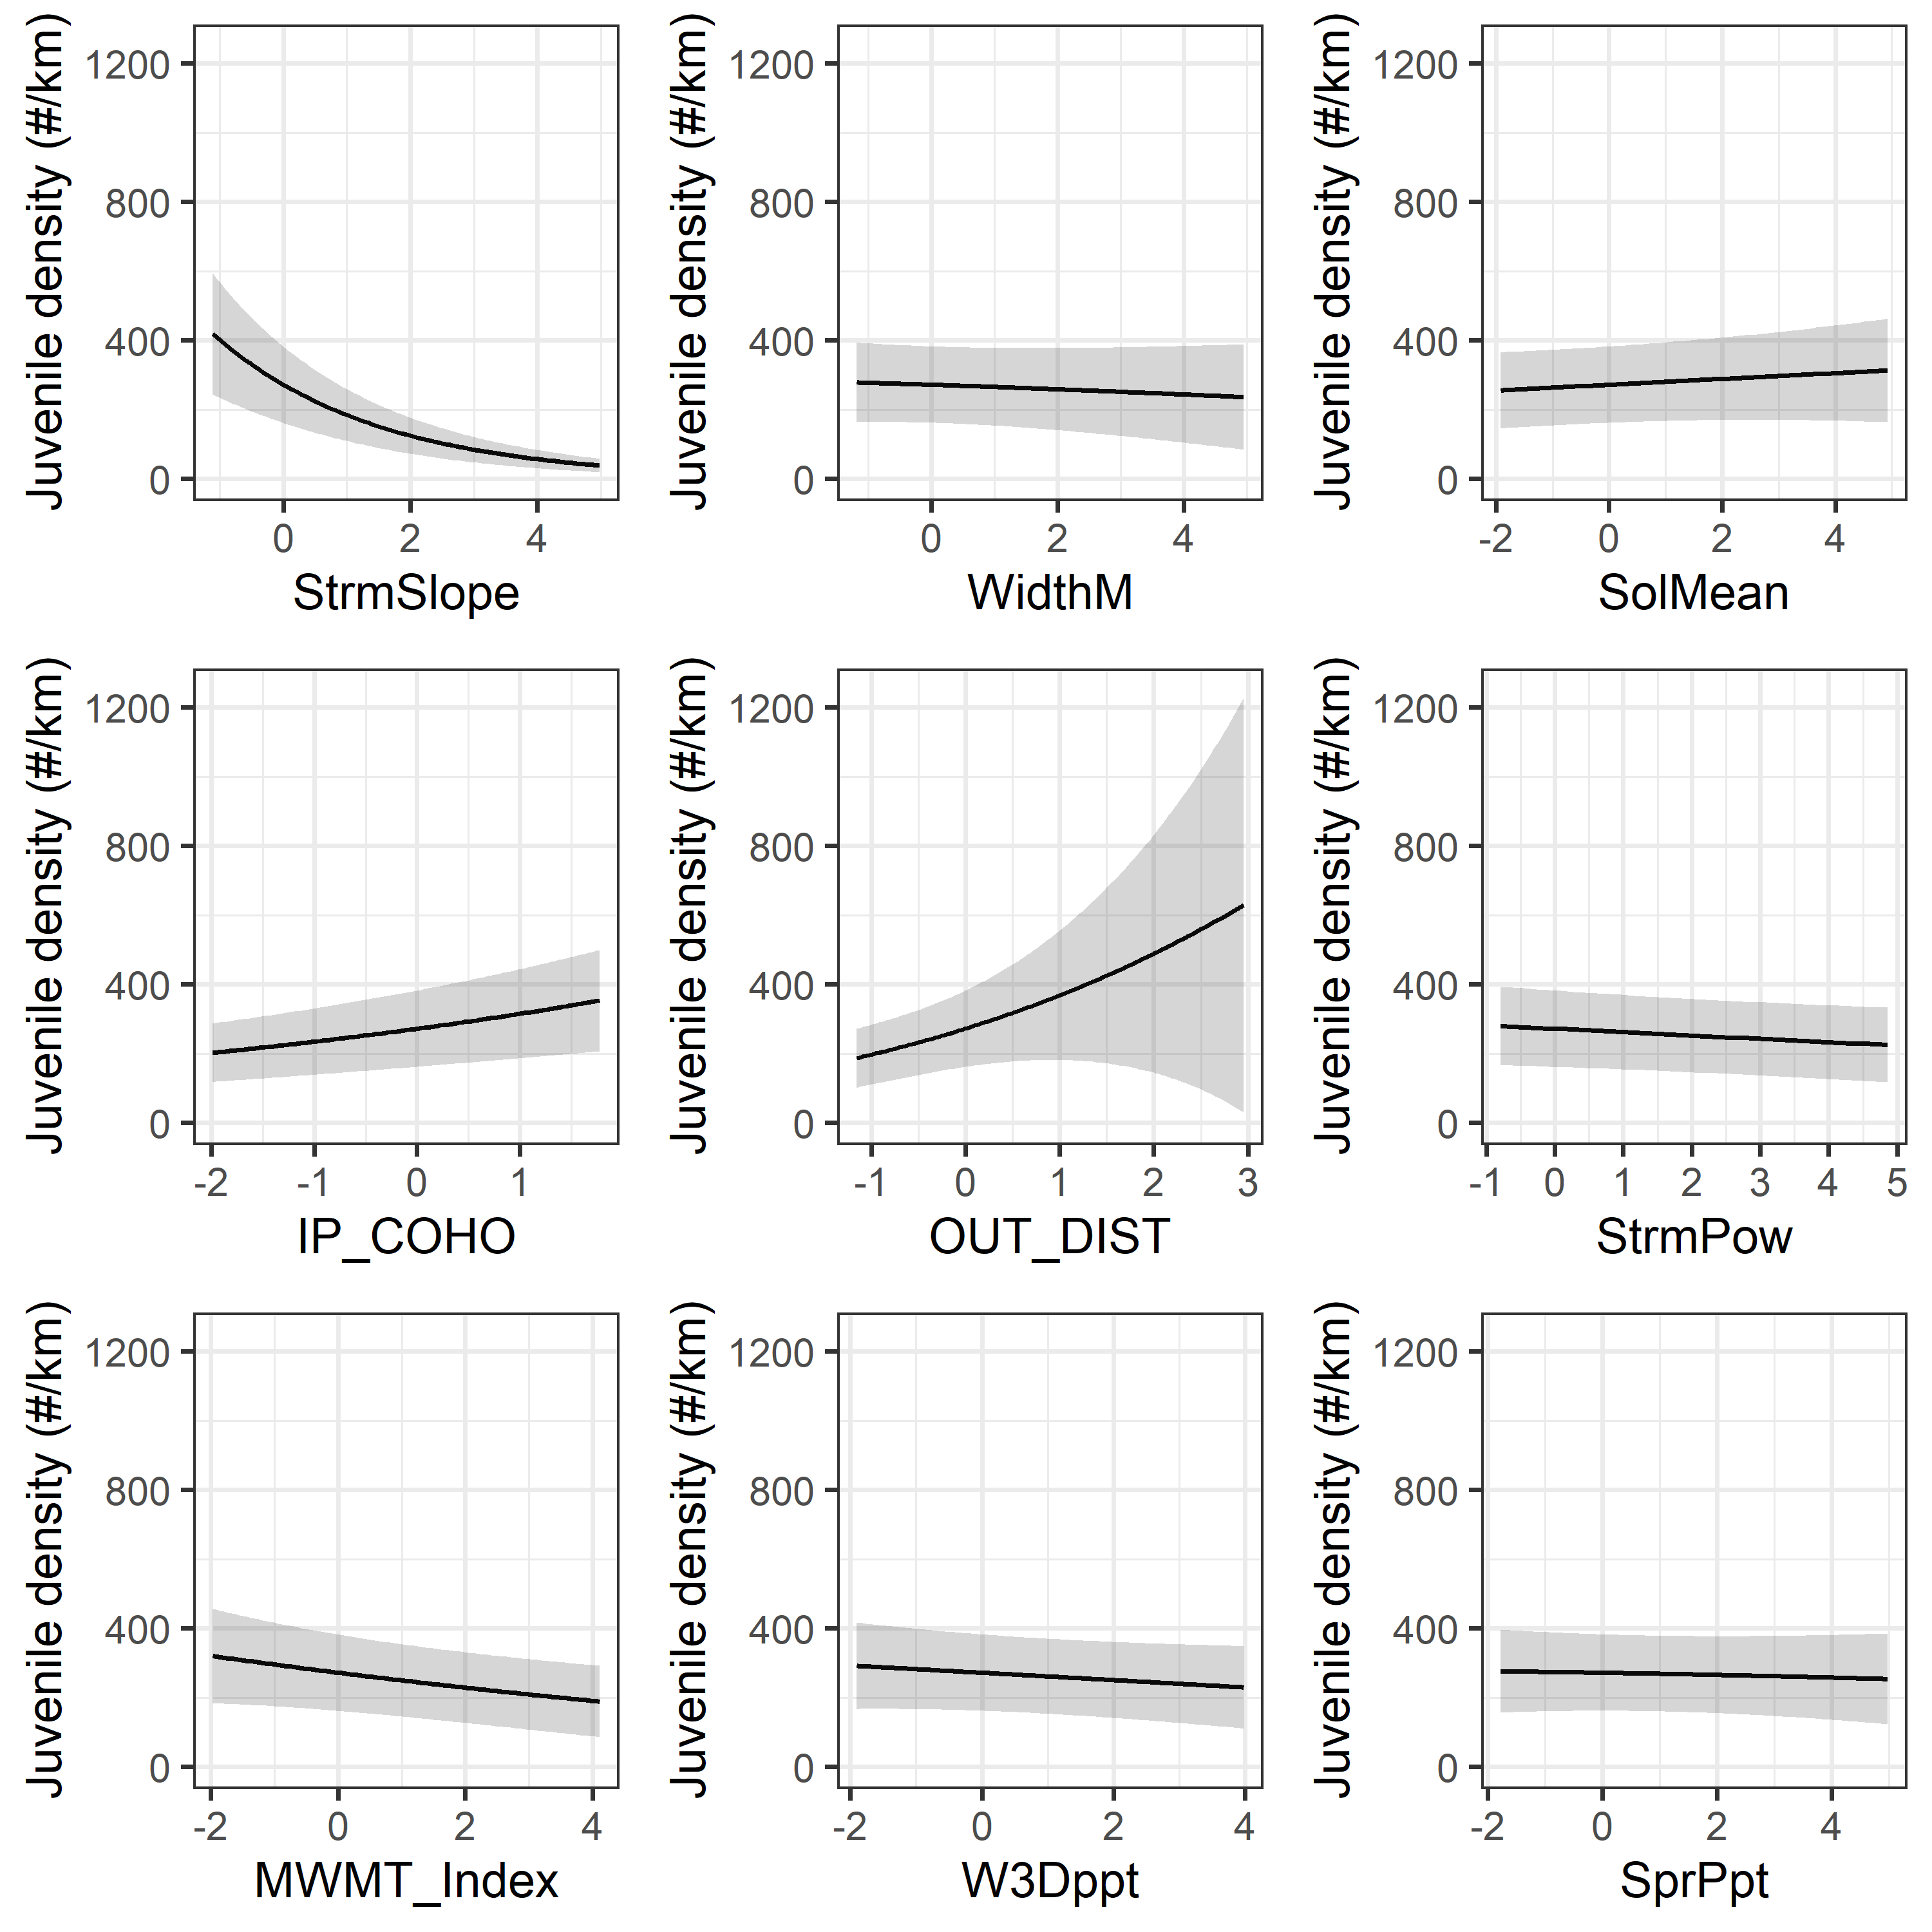 Juvenile density (#/km)
1200
800
400
0
0 2 4
StrmSlope
Juvenile density (#/km)
1200
800
400
0
0 2 4
WidthM
Juvenile density (#/km)
1200
800
400
0
-2 0 2 4
SolMean
Juvenile density (#/km)
1200
800
400
0
-2 -1 0 1
IP_COHO
Juvenile density (#/km)
1200
800
400
0
-1 0 1 2 3
OUT_DIST
Juvenile density (#/km)
1200
800
400
0
-1 0 1 2 3 4 5
StrmPow
Juvenile density (#/km)
1200
800
400
0
-2 0 2 4
MWMT_Index
Juvenile density (#/km)
1200
800
400
0
-2 0 2 4
W3Dppt
Juvenile density (#/km)
1200
800
400
0
-2 0 2 4
SprPpt